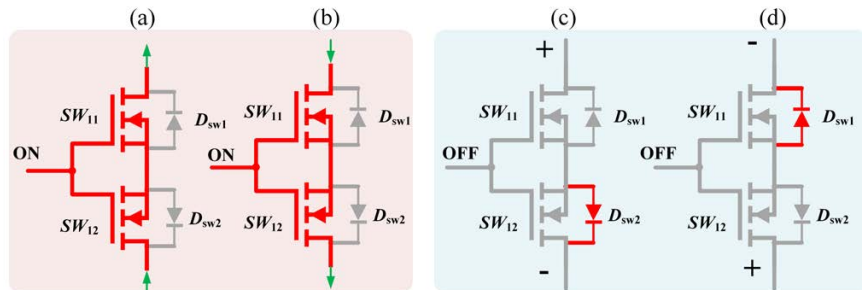 (a) (b) (c) (d)
+ -
SW11 Dsw1 SW11 Dsw1 SW11 Dsw1 SW11 Dsw1
ON ON OFF OFF
SW12 Dsw2 SW12 Dsw2 SW12 Dsw2 SW12 Dsw2
- +